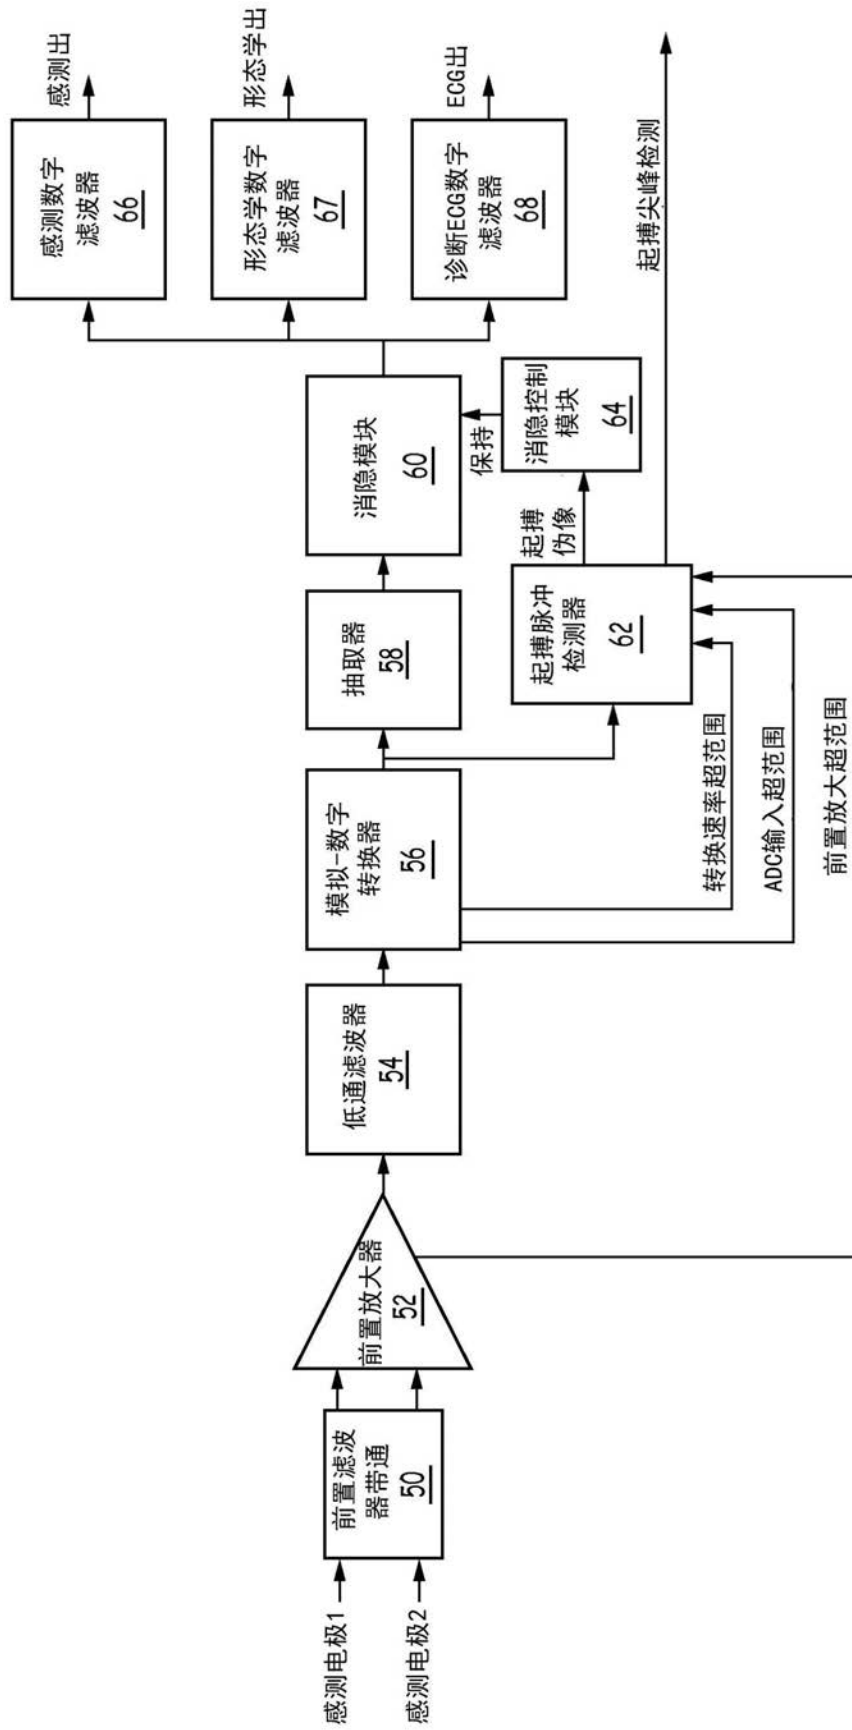 感测电极1
感测电极2
前置滤波
器带通
50
前置放大器
52
低通滤波器
54
模拟-数字
转换器
56
抽取器
58
消隐模块
60
感测数字
滤波器
66
感测出
形态学数字
滤波器
67
形态学出
诊断ECG数字
滤波器
68
ECG出
保持
消隐控制
模块
64
起搏
伪像
起搏脉冲
检测器
62
起搏尖峰检测
转换速率超范围
ADC输入超范围
前置放大超范围